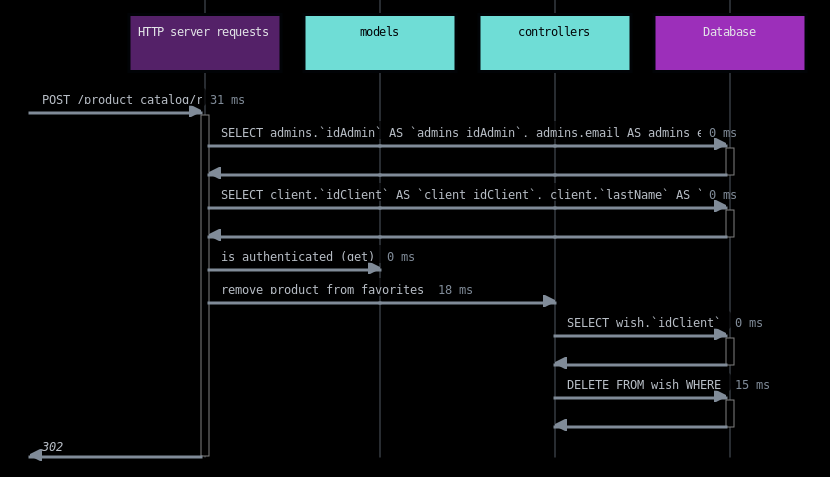 HTTP server requests
models
controllers
Database
POST /product_catalog/r 31 ms
SELECT admins.`idAdmin` AS `admins_idAdmin`, admins.email AS admins_e 0 ms
SELECT client.`idClient` AS `client_idClient`, client.`lastName` AS ` 0 ms
is_authenticated (get) 0 ms
remove_product_from_favorites 18 ms
SELECT wish.`idClient` 0 ms
DELETE FROM wish WHERE 15 ms
302